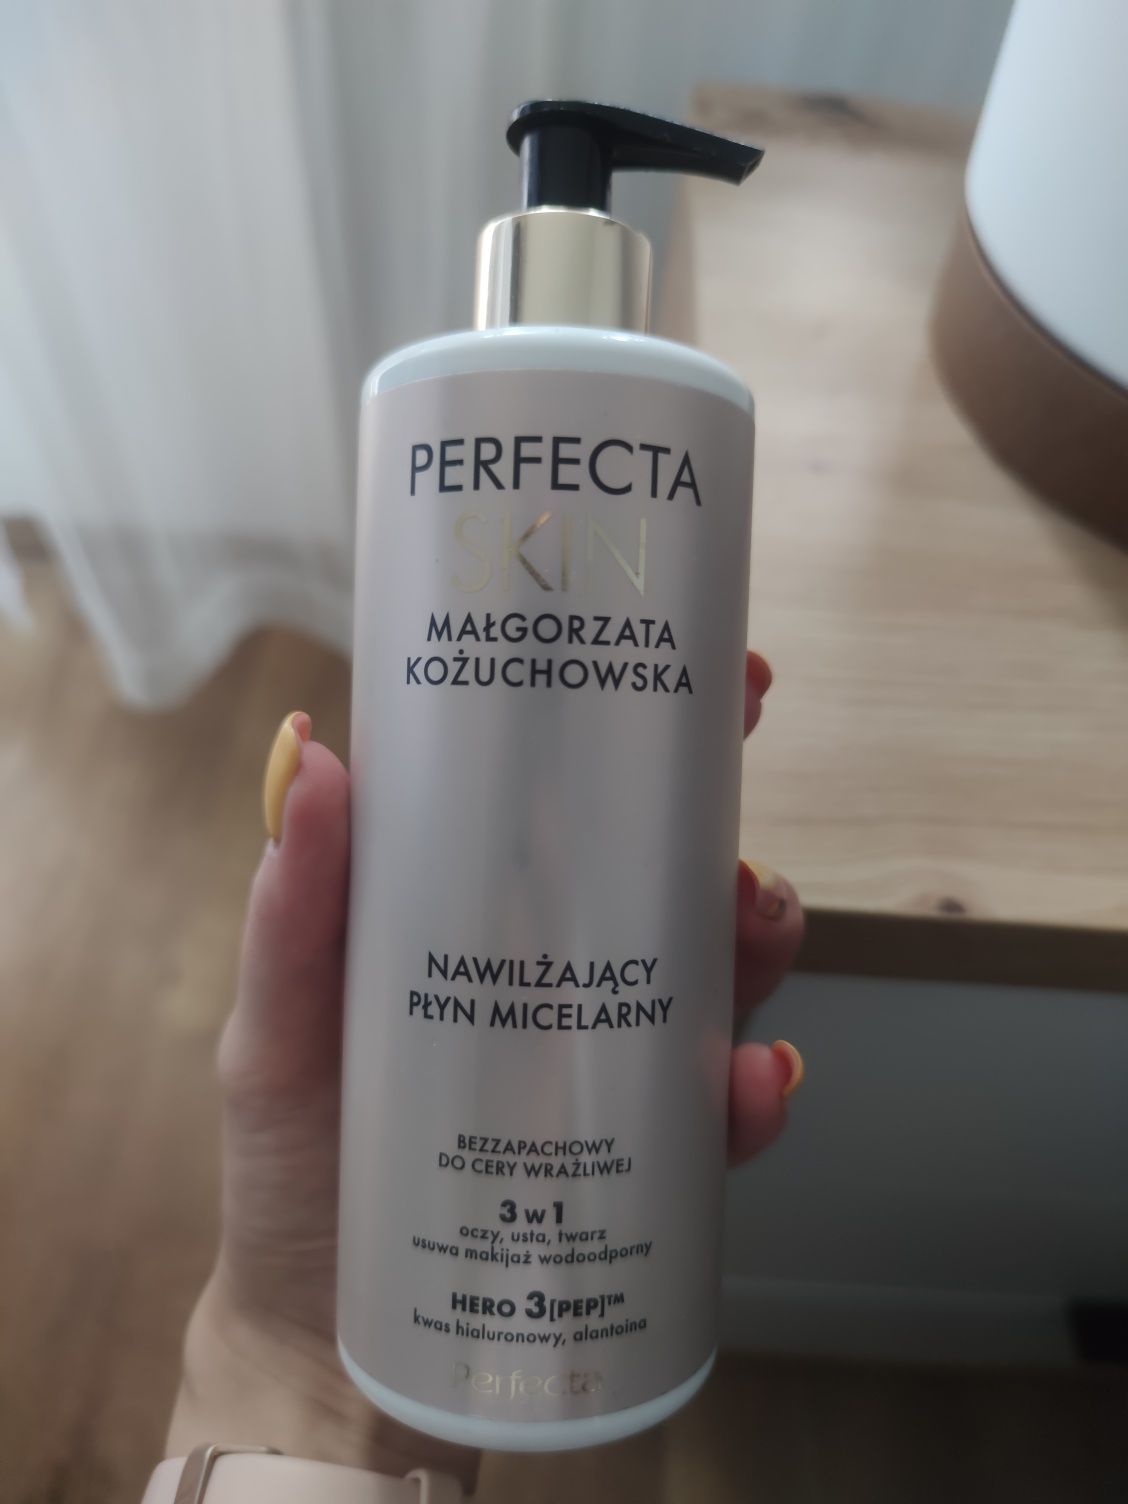 PERFECTA
SKIN
MAŁGORZATA
KOŻUCHOWSKA
NAWILŻAJĄCY
PŁYN MICELARNY
BEZZAPACHOWY
DO CERY WRAŻLIWEJ
3 w 1
oczy, usta, twarz
usuwa makijaż wodoodporny
HERO 3[PEP]™
kwas hialuronowy, alantoina
Perfecta